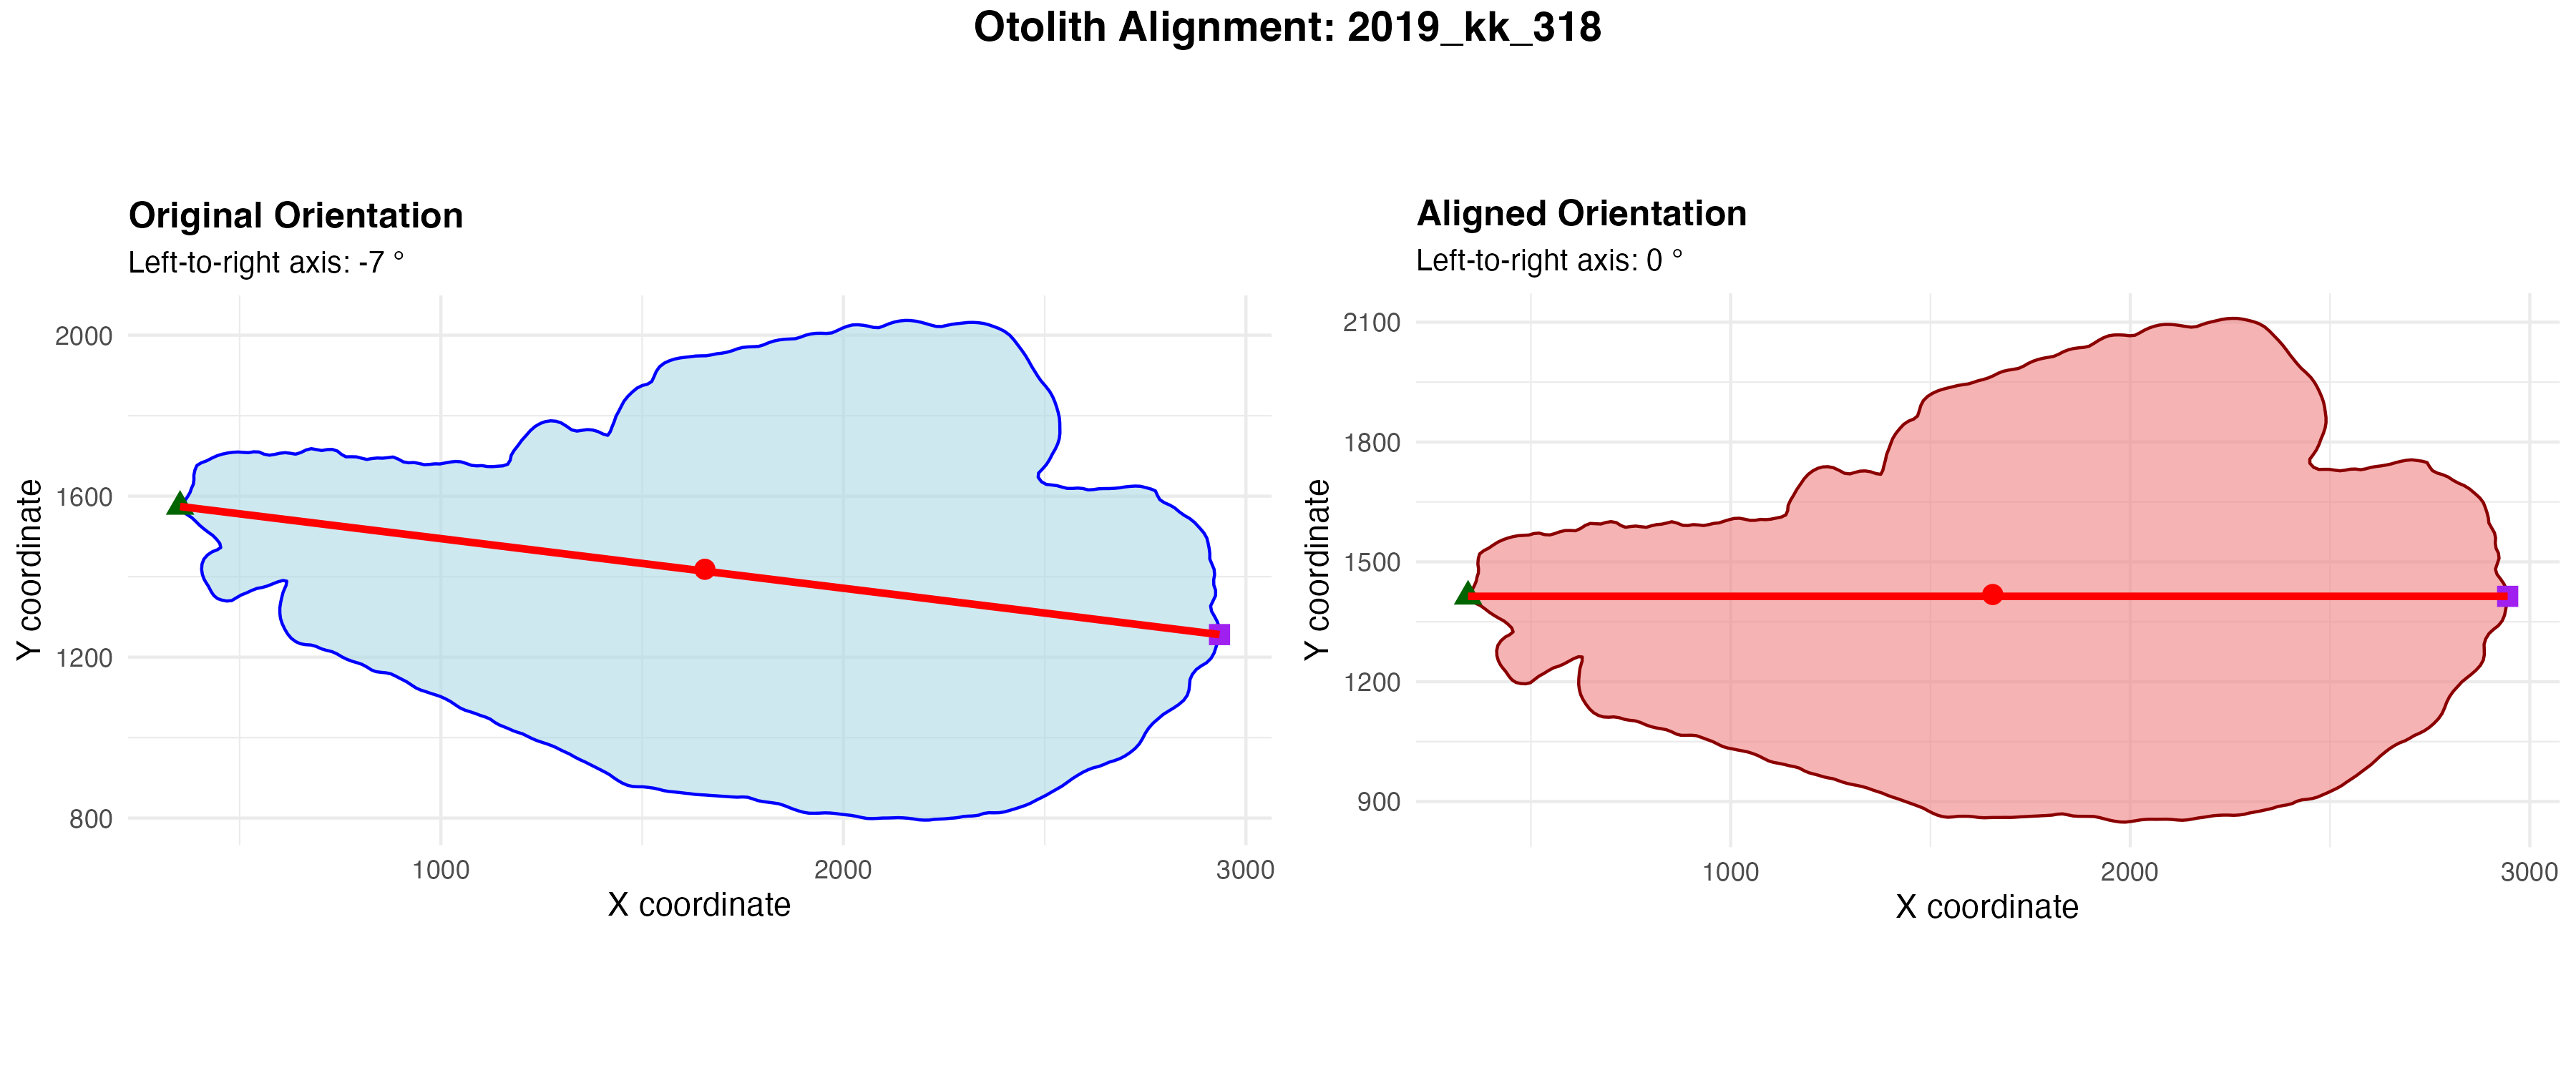 Otolith Alignment: 2019_kk_318
Original Orientation
Left-to-right axis: -7 °
2000
1600
1200
800
Y coordinate
1000
2000
3000
X coordinate
Aligned Orientation
Left-to-right axis: 0 °
2100
1800
1500
1200
900
Y coordinate
1000
2000
3000
X coordinate